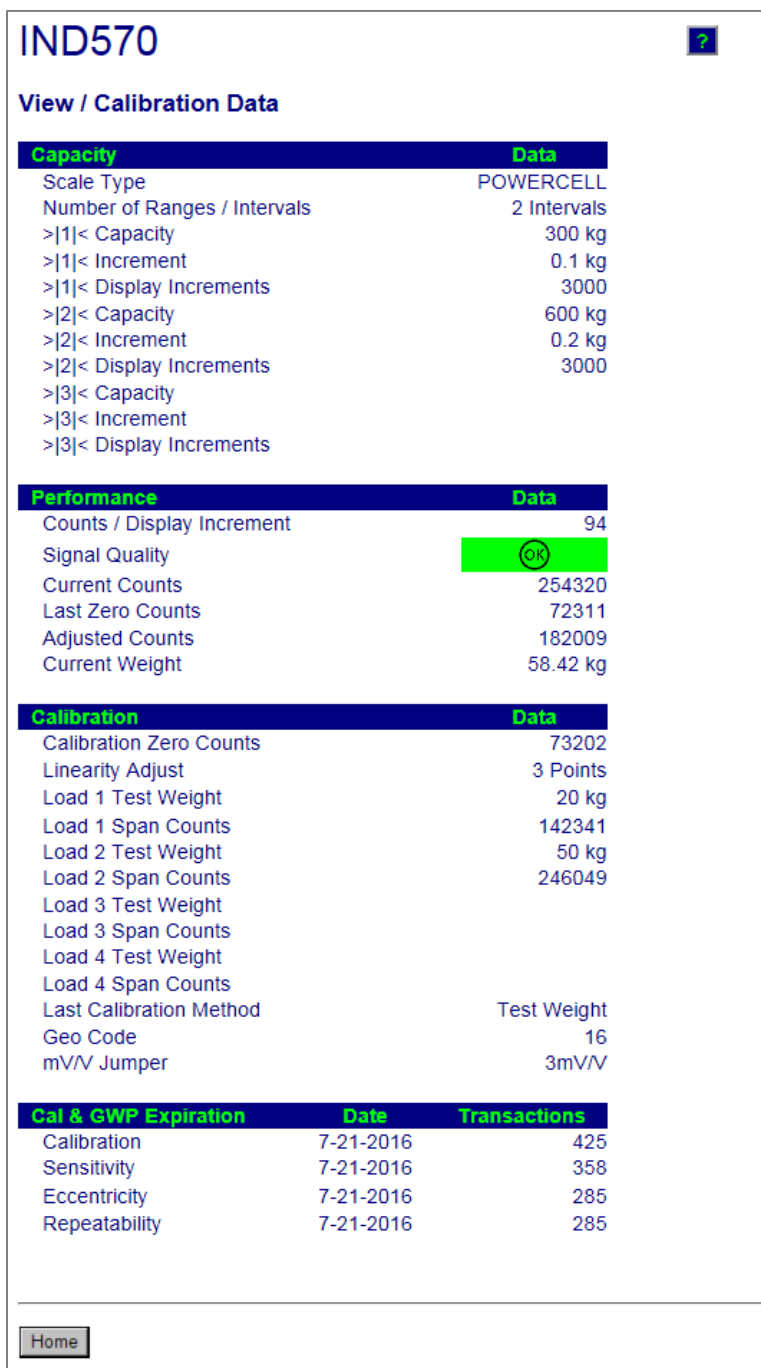 IND570
?
View / Calibration Data
Capacity Data
Scale Type POWERCELL
Number of Ranges / Intervals 2 Intervals
>|1|< Capacity 300 kg
>|1|< Increment 0.1 kg
>|1|< Display Increments 3000
>|2|< Capacity 600 kg
>|2|< Increment 0.2 kg
>|2|< Display Increments 3000
>|3|< Capacity
>|3|< Increment
>|3|< Display Increments
Performance Data
Counts / Display Increment 94
Signal Quality OK
Current Counts 254320
Last Zero Counts 72311
Adjusted Counts 182009
Current Weight 58.42 kg
Calibration Data
Calibration Zero Counts 73202
Linearity Adjust 3 Points
Load 1 Test Weight 20 kg
Load 1 Span Counts 142341
Load 2 Test Weight 50 kg
Load 2 Span Counts 246049
Load 3 Test Weight
Load 3 Span Counts
Load 4 Test Weight
Load 4 Span Counts
Last Calibration Method Test Weight
Geo Code 16
mV/V Jumper 3mV/V
Cal & GWP Expiration Date Transactions
Calibration 7-21-2016 425
Sensitivity 7-21-2016 358
Eccentricity 7-21-2016 285
Repeatability 7-21-2016 285
Home